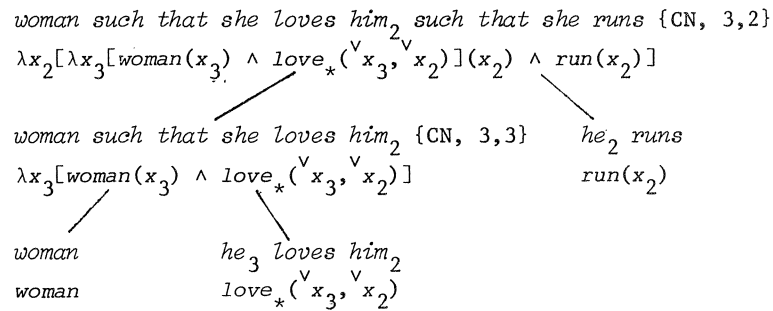 woman such that she loves him₂ such that she runs {CN, 3,2}
λx₂[λx₃[woman(x₃) ∧ love⁎(ˇx₃,ˇx₂)](x₂) ∧ run(x₂)]
woman such that she loves him₂ {CN, 3,3} he₂ runs
λx₃[woman(x₃) ∧ love⁎(ˇx₃,ˇx₂)] run(x₂)
woman he₃ loves him₂
woman love⁎(ˇx₃,ˇx₂)